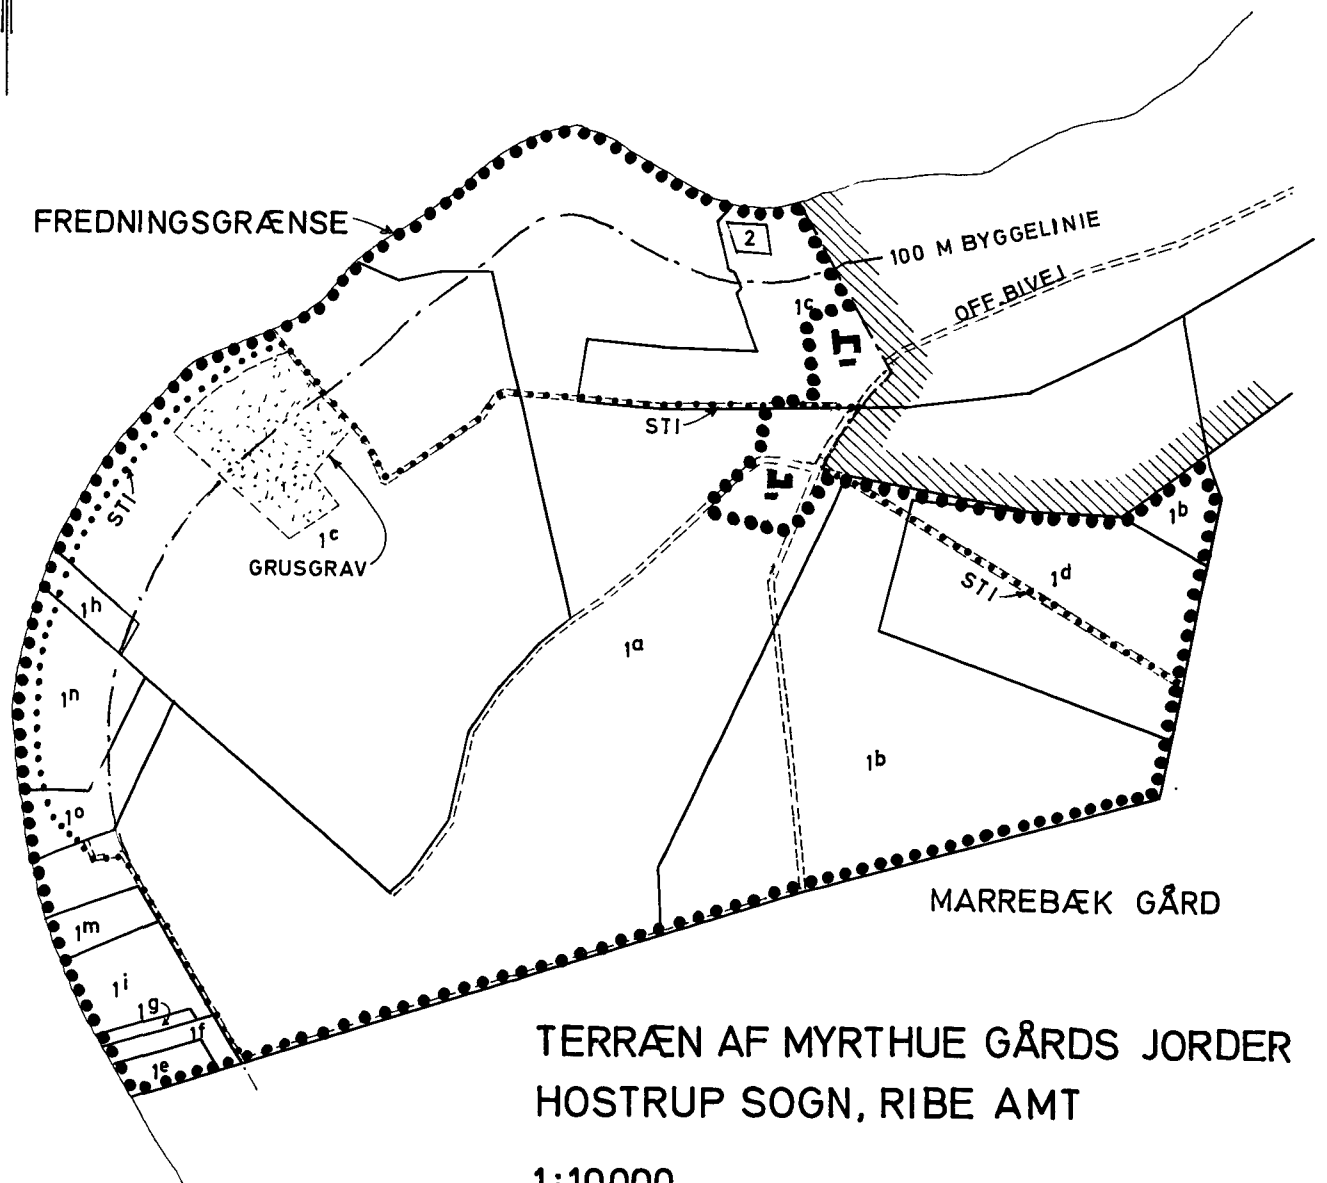 FREDNINGSGRÆNSE
2
100 M BYGGELINIE
OFF. BIVEJ
1c
STI
STI
1c
GRUSGRAV
1b
1d
STI
1h
1a
1n
1b
1o
MARREBÆK GÅRD
1m
1i
1g
1f
1e
TERRÆN AF MYRTHUE GÅRDS JORDER
HOSTRUP SOGN, RIBE AMT
1:10000